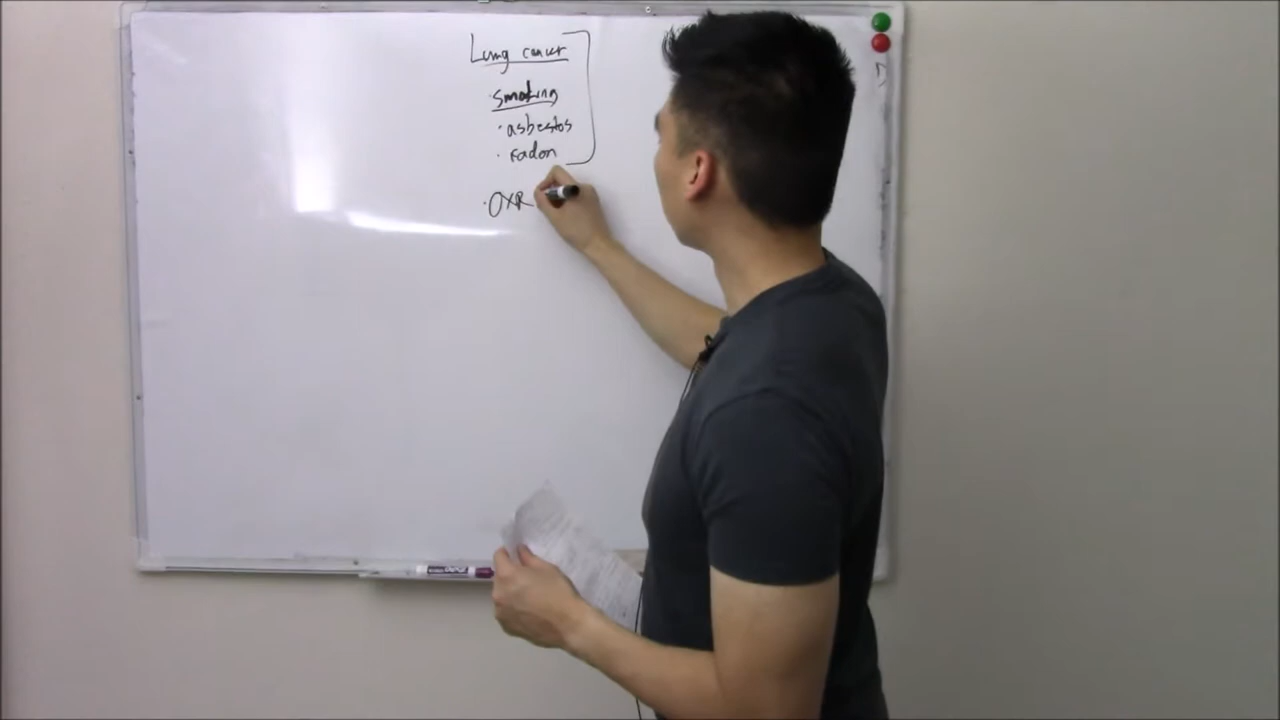 Lung cancer
· smoking
· asbestos
· radon
· CXR